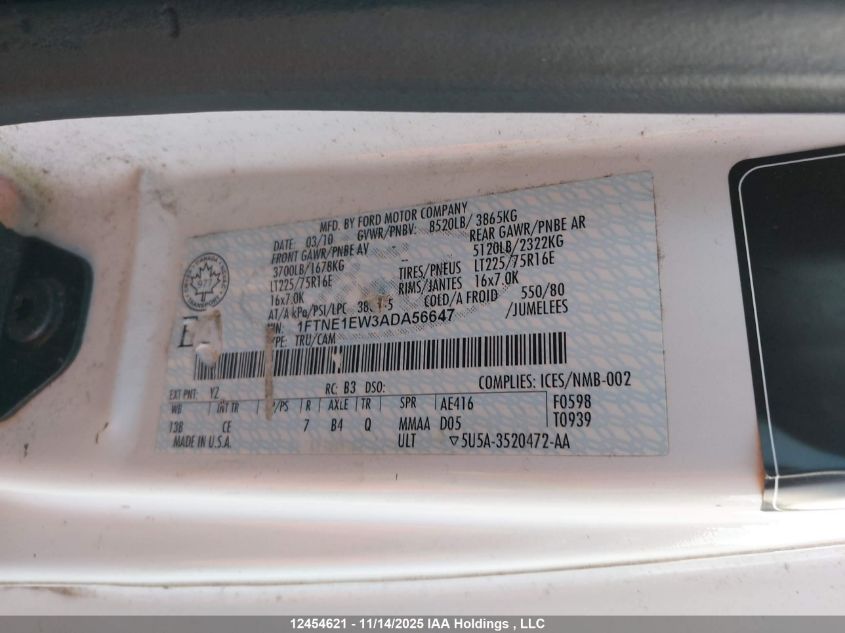 MFD. BY FORD MOTOR COMPANY
DATE: 03/10 GVWR/PNBV: 8520LB/ 3865KG
FRONT GAWR/PNBE AV REAR GAWR/PNBE AR
3700LB/1678KG 5120LB/2322KG
LT225/75R16E TIRES/PNEUS LT225/75R16E
16x7.0K RIMS/JANTES 16x7.0K
AT/A kPa/PSI/LPC COLD/A FROID 550/80
1FTNE1EW3ADA56647 /JUMELEES
TRU/CAM
EXT PNT: YZ RC: B3 DSO: COMPLIES: ICES/NMB-002
WB INT TR R AXLE TR SPR AE416 F0598
138 CE 7 B4 Q MMAA D05 T0939
MADE IN U.S.A. ULT ▽5U5A-3520472-AA
12454621 - 11/14/2025 IAA Holdings , LLC